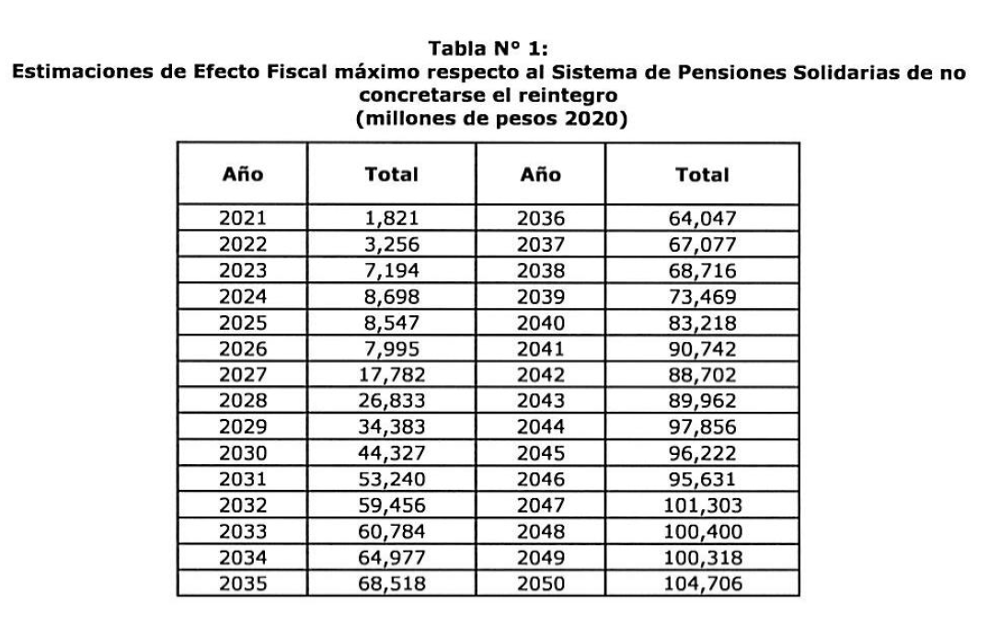 Tabla Nº 1:
Estimaciones de Efecto Fiscal máximo respecto al Sistema de Pensiones Solidarias de no
concretarse el reintegro
(millones de pesos 2020)
Año Total Año Total
2021 1,821 2036 64,047
2022 3,256 2037 67,077
2023 7,194 2038 68,716
2024 8,698 2039 73,469
2025 8,547 2040 83,218
2026 7,995 2041 90,742
2027 17,782 2042 88,702
2028 26,833 2043 89,962
2029 34,383 2044 97,856
2030 44,327 2045 96,222
2031 53,240 2046 95,631
2032 59,456 2047 101,303
2033 60,784 2048 100,400
2034 64,977 2049 100,318
2035 68,518 2050 104,706